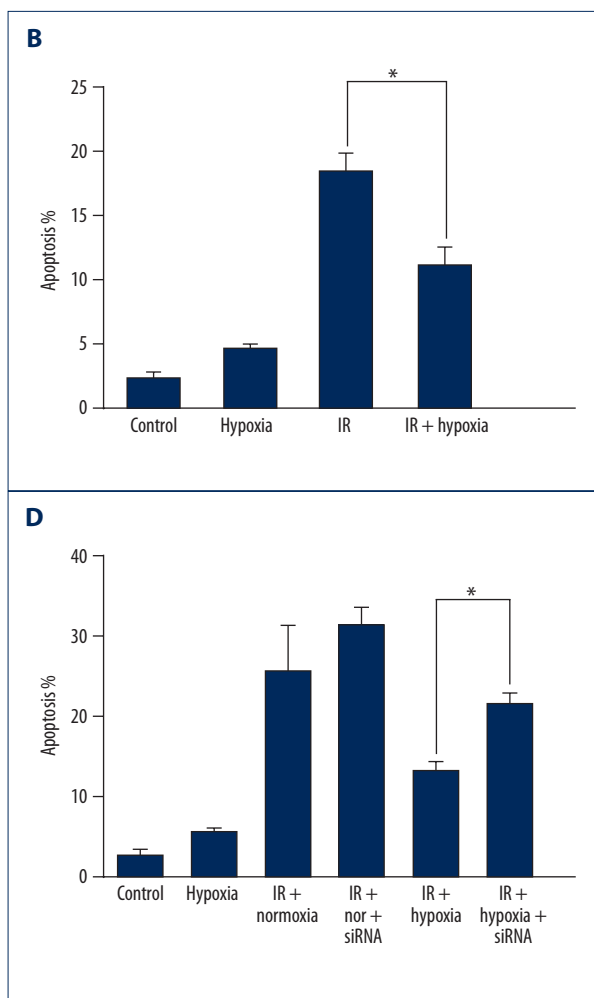 B
*
25
20
15
10
5
0
Apoptosis %
Control Hypoxia IR IR + hypoxia
D
*
40
30
20
10
0
Apoptosis %
Control Hypoxia IR + IR + IR + IR +
normoxia nor + hypoxia hypoxia +
siRNA siRNA